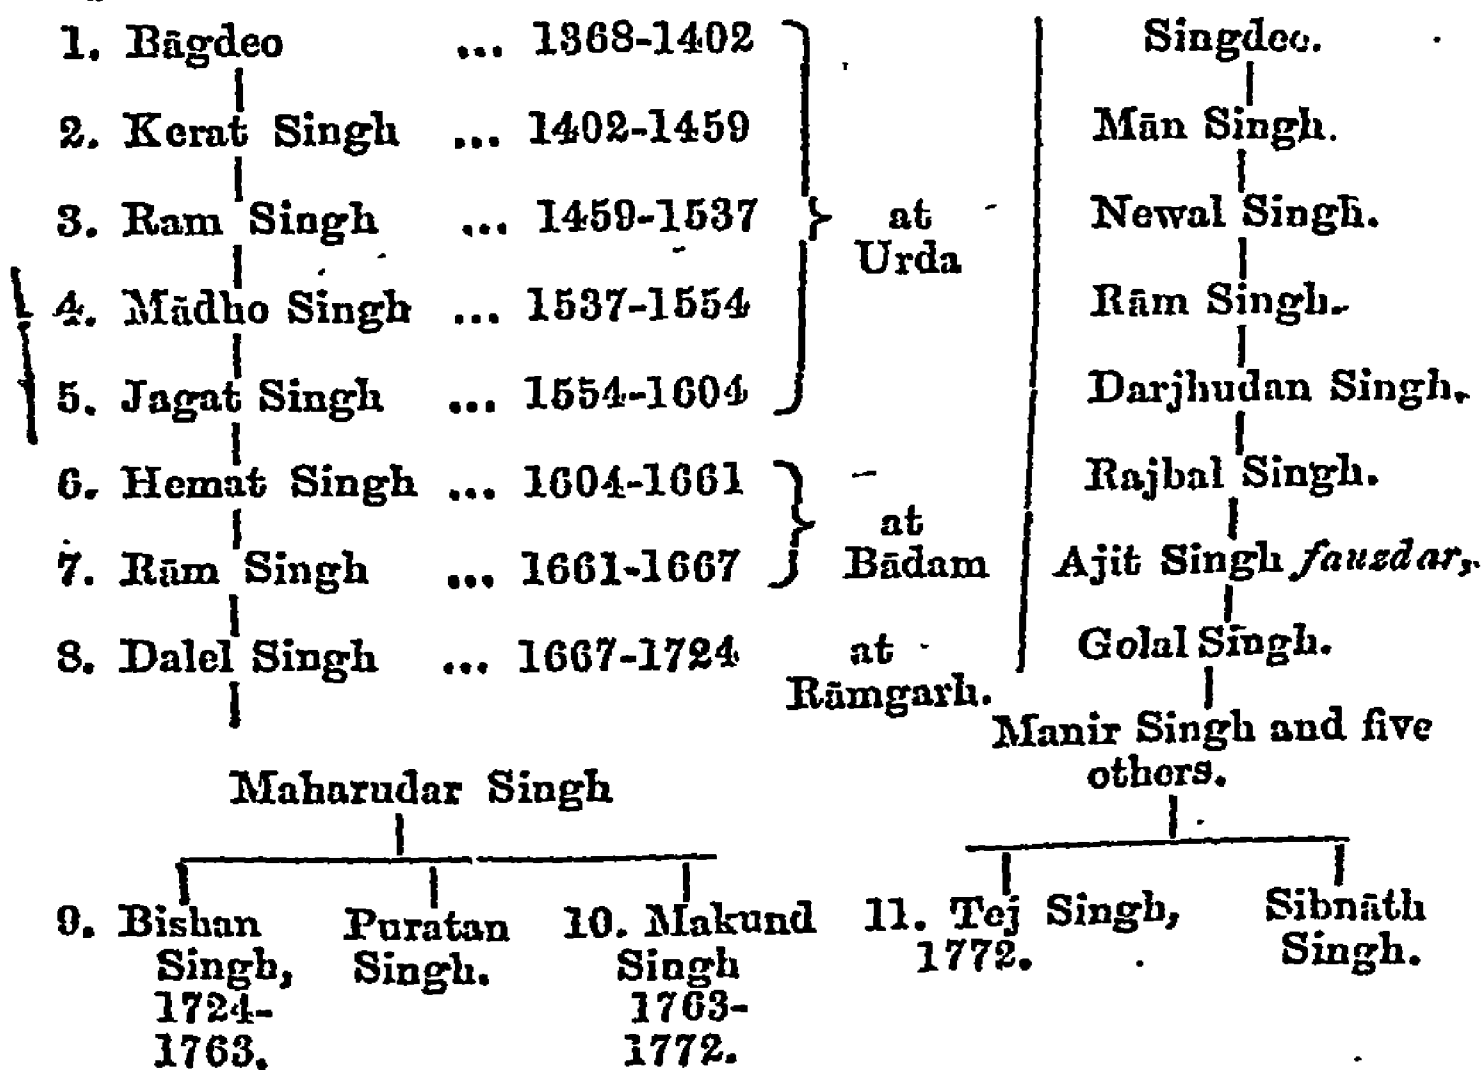 1. Bāgdeo ... 1368-1402
2. Kerat Singh ... 1402-1459
3. Ram Singh ... 1459-1537
4. Mādho Singh ... 1537-1554
5. Jagat Singh ... 1554-1604
at
Urda
6. Hemat Singh ... 1604-1661
7. Rām Singh ... 1661-1667
at
Bādam
8. Dalel Singh ... 1667-1724
at
Rāmgarh.
Maharudar Singh
9. Bishan
Singh,
1724-
1763.
Puratan
Singh.
10. Makund
Singh
1763-
1772.
Singdeo.
Mān Singh.
Newal Singh.
Rām Singh.
Darjhudan Singh.
Rajbal Singh.
Ajit Singh fauzdar,
Golal Singh.
Manir Singh and five
others.
11. Tej Singh,
1772.
Sibnāth
Singh.